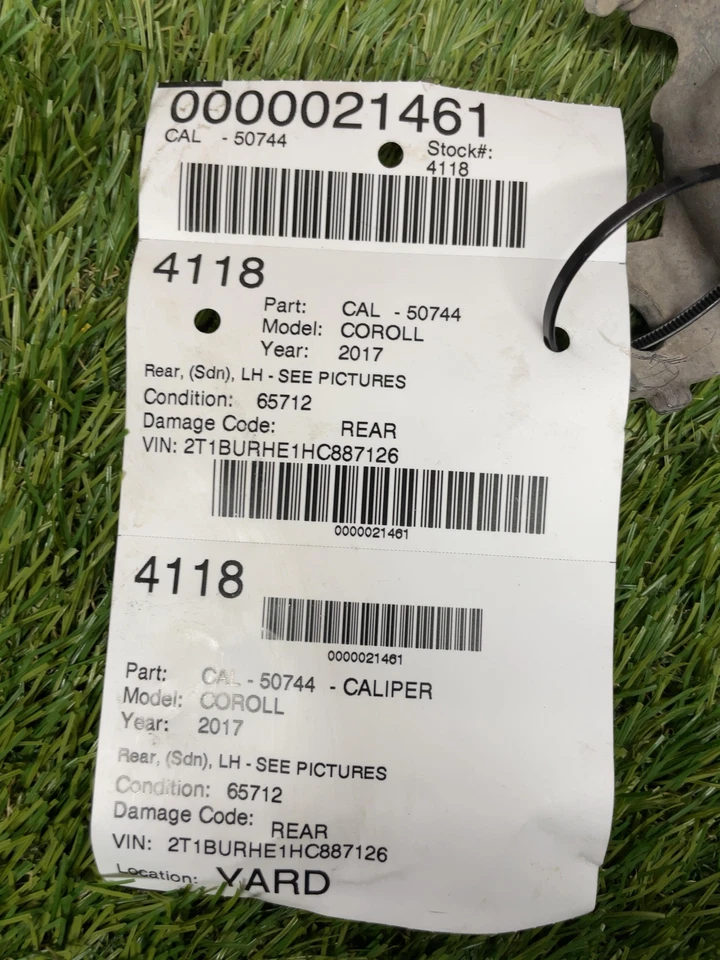 0000021461
CAL - 50744
Stock#:
4118
4118
Part: CAL - 50744
Model: COROLL
Year: 2017
Rear, (Sdn), LH - SEE PICTURES
Condition: 65712
Damage Code: REAR
VIN: 2T1BURHE1HC887126
0000021461
4118
0000021461
Part: CAL - 50744 - CALIPER
Model: COROLL
Year: 2017
Rear, (Sdn), LH - SEE PICTURES
Condition: 65712
Damage Code: REAR
VIN: 2T1BURHE1HC887126
Location: YARD